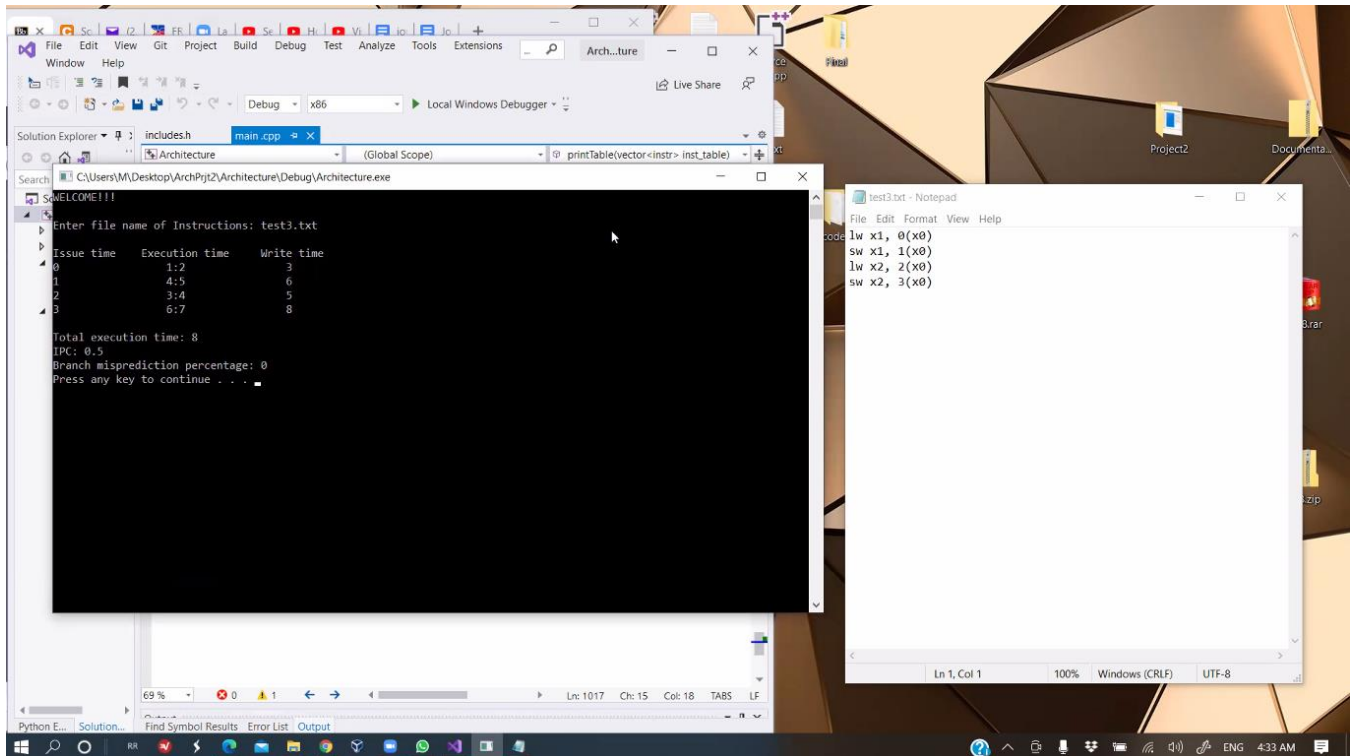 File Edit View Git Project Build Debug Test Analyze Tools Extensions
Arch...ture
Window Help
Live Share
Debug x86 Local Windows Debugger
Solution Explorer
includes.h main.cpp
Architecture (Global Scope) printTable(vector<instr> inst_table)
Search
C:\Users\M\Desktop\ArchPrjt2\Architecture\Debug\Architecture.exe
WELCOME!!!
Enter file name of Instructions: test3.txt
Issue time Execution time Write time
0 1:2 3
1 4:5 6
2 3:4 5
3 6:7 8
Total execution time: 8
IPC: 0.5
Branch misprediction percentage: 0
Press any key to continue . . .
69 % 0 1 Ln: 1017 Ch: 15 Col: 18 TABS LF
Python E... Solution... Find Symbol Results Error List Output
test3.txt - Notepad
File Edit Format View Help
lw x1, 0(x0)
sw x1, 1(x0)
lw x2, 2(x0)
sw x2, 3(x0)
Ln 1, Col 1 100% Windows (CRLF) UTF-8
Final
Project2
Documenta...
ENG 4:33 AM